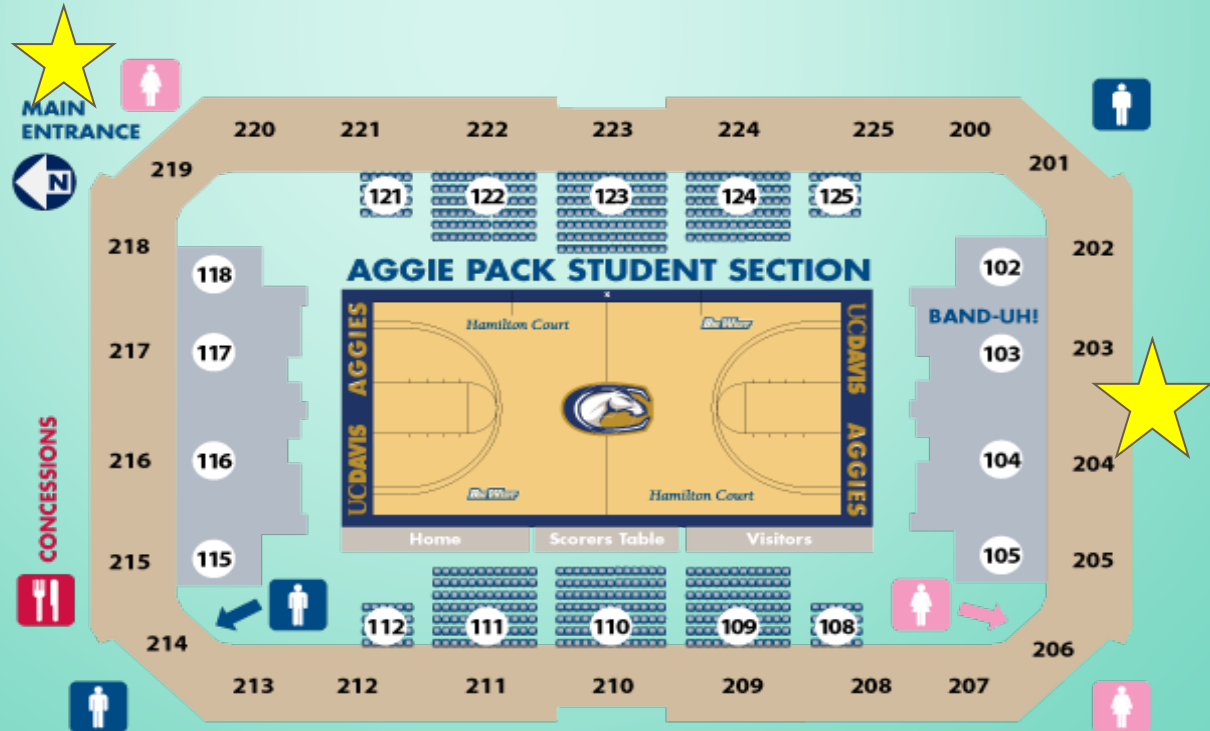 MAIN
ENTRANCE
N
220 221 222 223 224 225 200
219 201
121 122 123 124 125
218 202
118 102
AGGIE PACK STUDENT SECTION
BAND-UH!
Hamilton Court
217 117 103 203
AGGIES
UCDAVIS
UCDAVIS
AGGIES
CONCESSIONS
216 116 104 204
Hamilton Court
Home Scorers Table Visitors
215 115 105 205
112 111 110 109 108
214 206
213 212 211 210 209 208 207